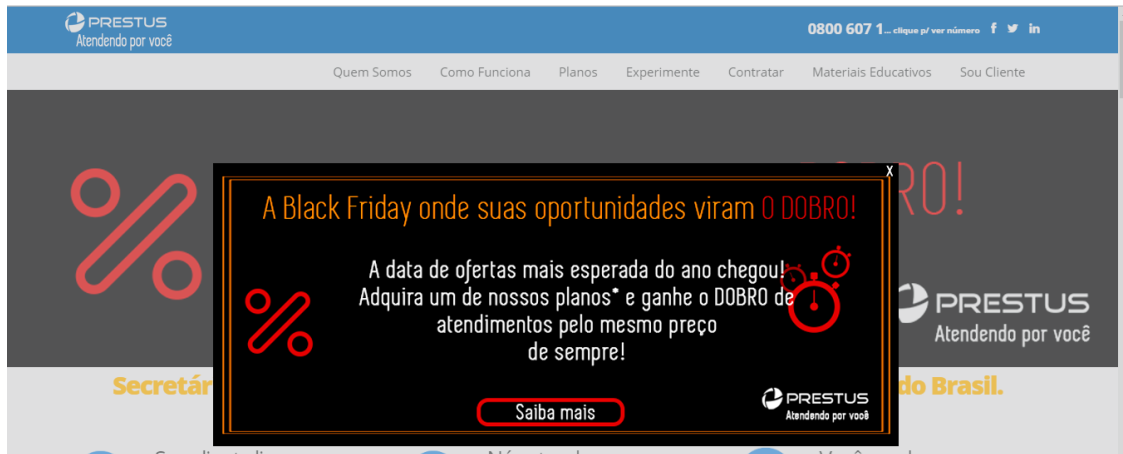 PRESTUS
Atendendo por você
0800 607 1... clique p/ ver número
Quem Somos Como Funciona Planos Experimente Contratar Materiais Educativos Sou Cliente
X
A Black Friday onde suas oportunidades viram O DOBRO!
A data de ofertas mais esperada do ano chegou!
Adquira um de nossos planos* e ganhe o DOBRO de
atendimentos pelo mesmo preço
de sempre!
Saiba mais
PRESTUS
Atendendo por você
PRESTUS
Atendendo por você
do Brasil.